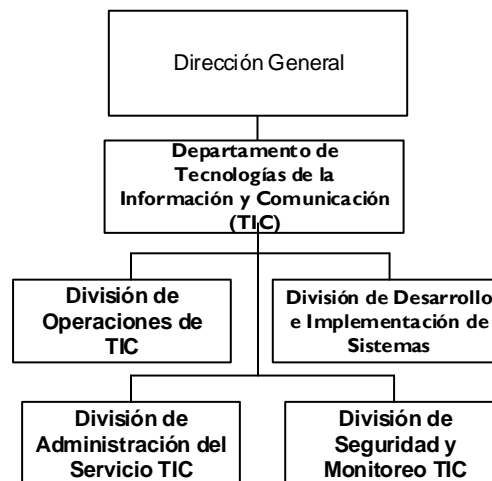 Dirección General
Departamento de
Tecnologías de la
Información y Comunicación
(TIC)
División de
Operaciones de
TIC
División de Desarrollo
e Implementación de
Sistemas
División de
Administración del
Servicio TIC
División de
Seguridad y
Monitoreo TIC